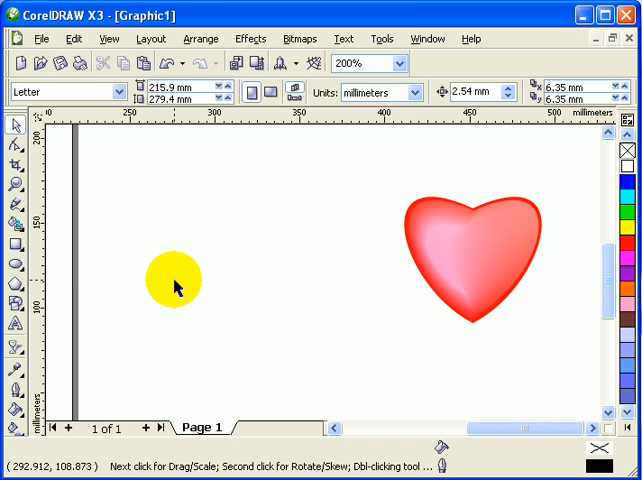 CorelDRAW X3 - [Graphic1]
File Edit View Layout Arrange Effects Bitmaps Text Tools Window Help
200%
Letter 215.9 mm 279.4 mm Units: millimeters 2.54 mm x 6.35 mm y 6.35 mm
250 300 350 400 450 500 millimeters
200
150
100
millimeters
1 of 1 Page 1
( 292.912, 108.873 ) Next click for Drag/Scale; Second click for Rotate/Skew; Dbl-clicking tool ...